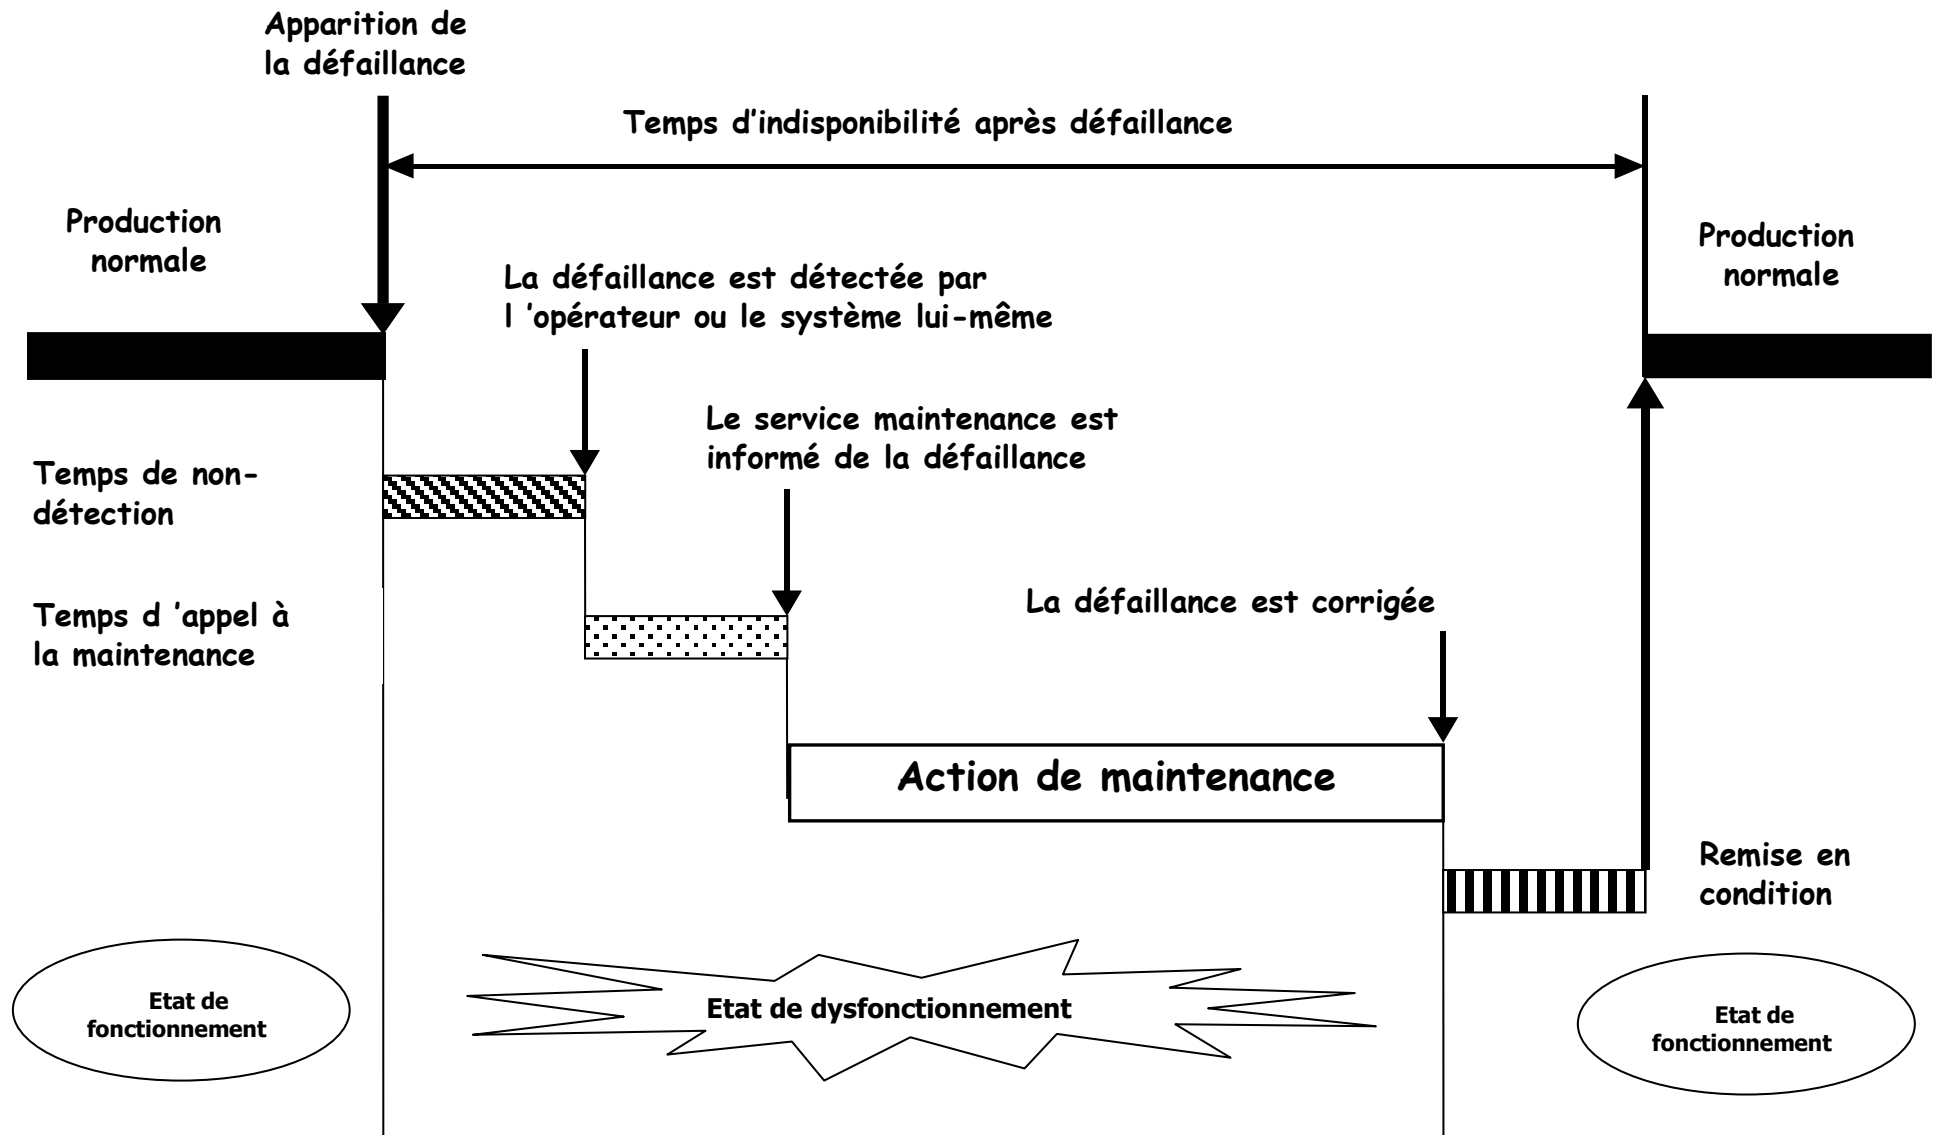 Apparition de
la défaillance
Temps d'indisponibilité après défaillance
Production
normale
Production
normale
La défaillance est détectée par
l 'opérateur ou le système lui-même
Le service maintenance est
informé de la défaillance
Temps de non-
détection
Temps d 'appel à
la maintenance
La défaillance est corrigée
Action de maintenance
Remise en
condition
Etat de
fonctionnement
Etat de dysfonctionnement
Etat de
fonctionnement